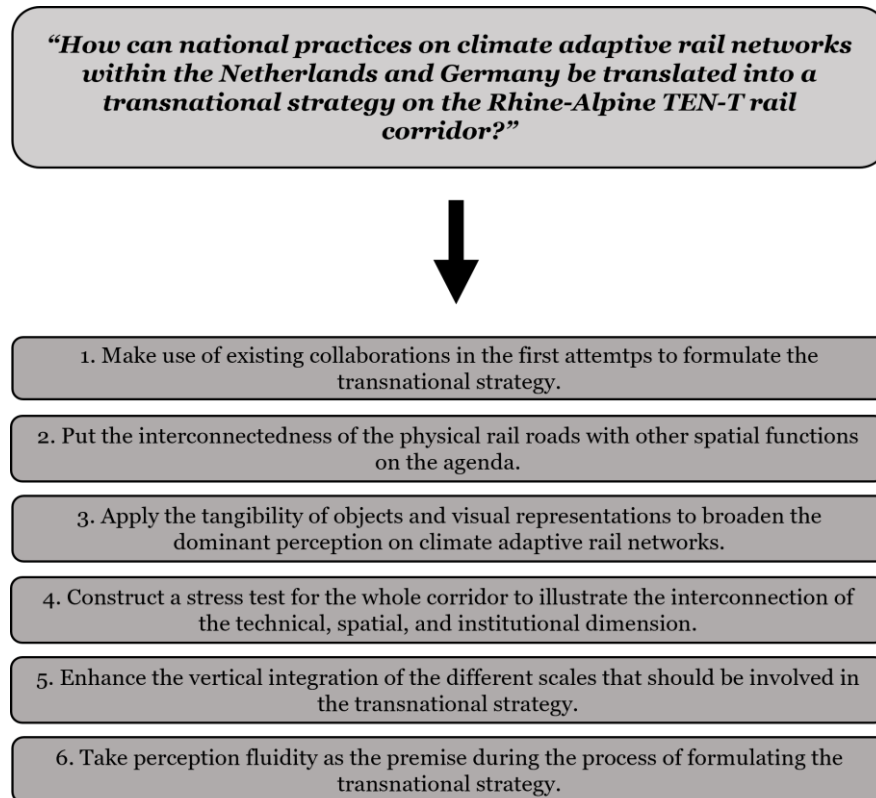 “How can national practices on climate adaptive rail networks
within the Netherlands and Germany be translated into a
transnational strategy on the Rhine-Alpine TEN-T rail
corridor?”
1. Make use of existing collaborations in the first attemtps to formulate the
transnational strategy.
2. Put the interconnectedness of the physical rail roads with other spatial functions
on the agenda.
3. Apply the tangibility of objects and visual representations to broaden the
dominant perception on climate adaptive rail networks.
4. Construct a stress test for the whole corridor to illustrate the interconnection of
the technical, spatial, and institutional dimension.
5. Enhance the vertical integration of the different scales that should be involved in
the transnational strategy.
6. Take perception fluidity as the premise during the process of formulating the
transnational strategy.